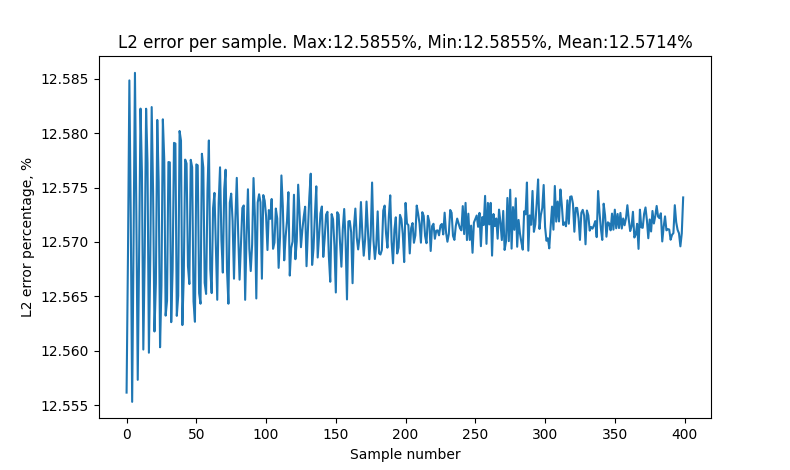 L2 error per sample. Max:12.5855%, Min:12.5855%, Mean:12.5714%
12.585
12.580
12.575
12.570
12.565
12.560
12.555
L2 error percentage, %
0 50 100 150 200 250 300 350 400
Sample number